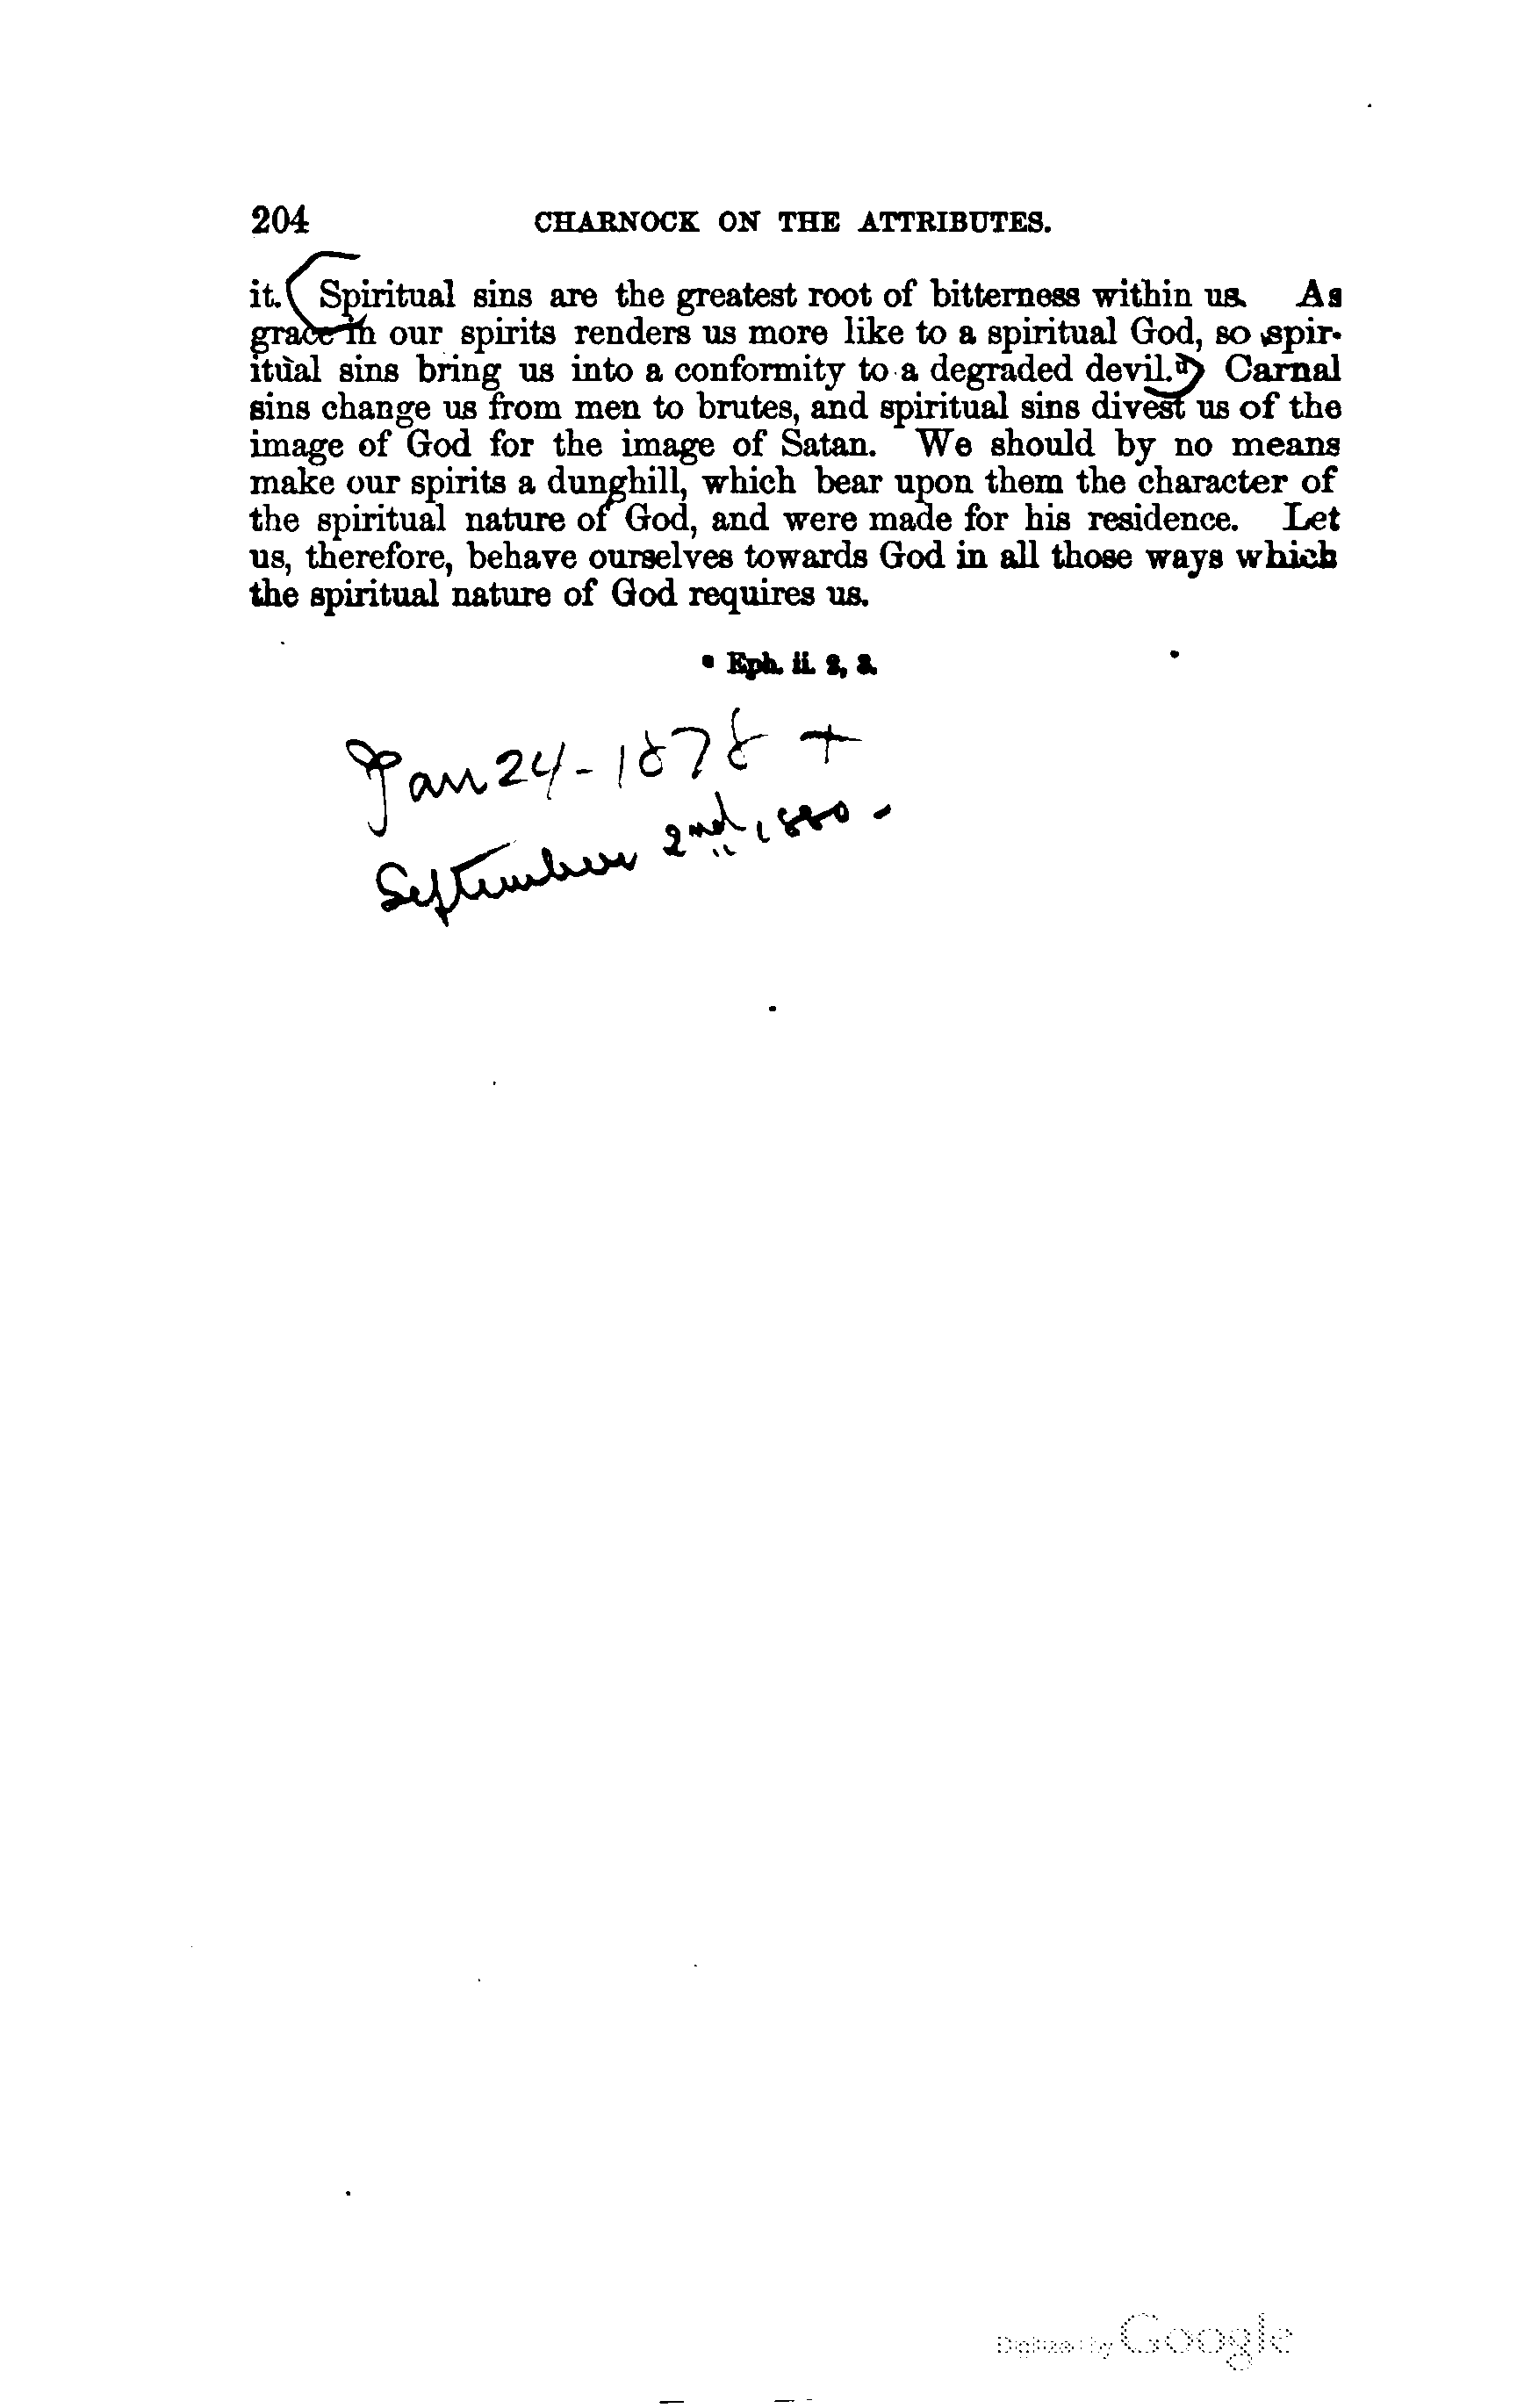 204 CHARNOCK ON THE ATTRIBUTES.
it. Spiritual sins are the greatest root of bitterness within us. As
grace in our spirits renders us more like to a spiritual God, so spir-
itual sins bring us into a conformity to a degraded devil. Carnal
sins change us from men to brutes, and spiritual sins divest us of the
image of God for the image of Satan. We should by no means
make our spirits a dunghill, which bear upon them the character of
the spiritual nature of God, and were made for his residence. Let
us, therefore, behave ourselves towards God in all those ways which
the spiritual nature of God requires us.
Eph. ii. 2, 3.
Jan 24 - 1878 +
September 2nd, 1880 -
Digitized by Google